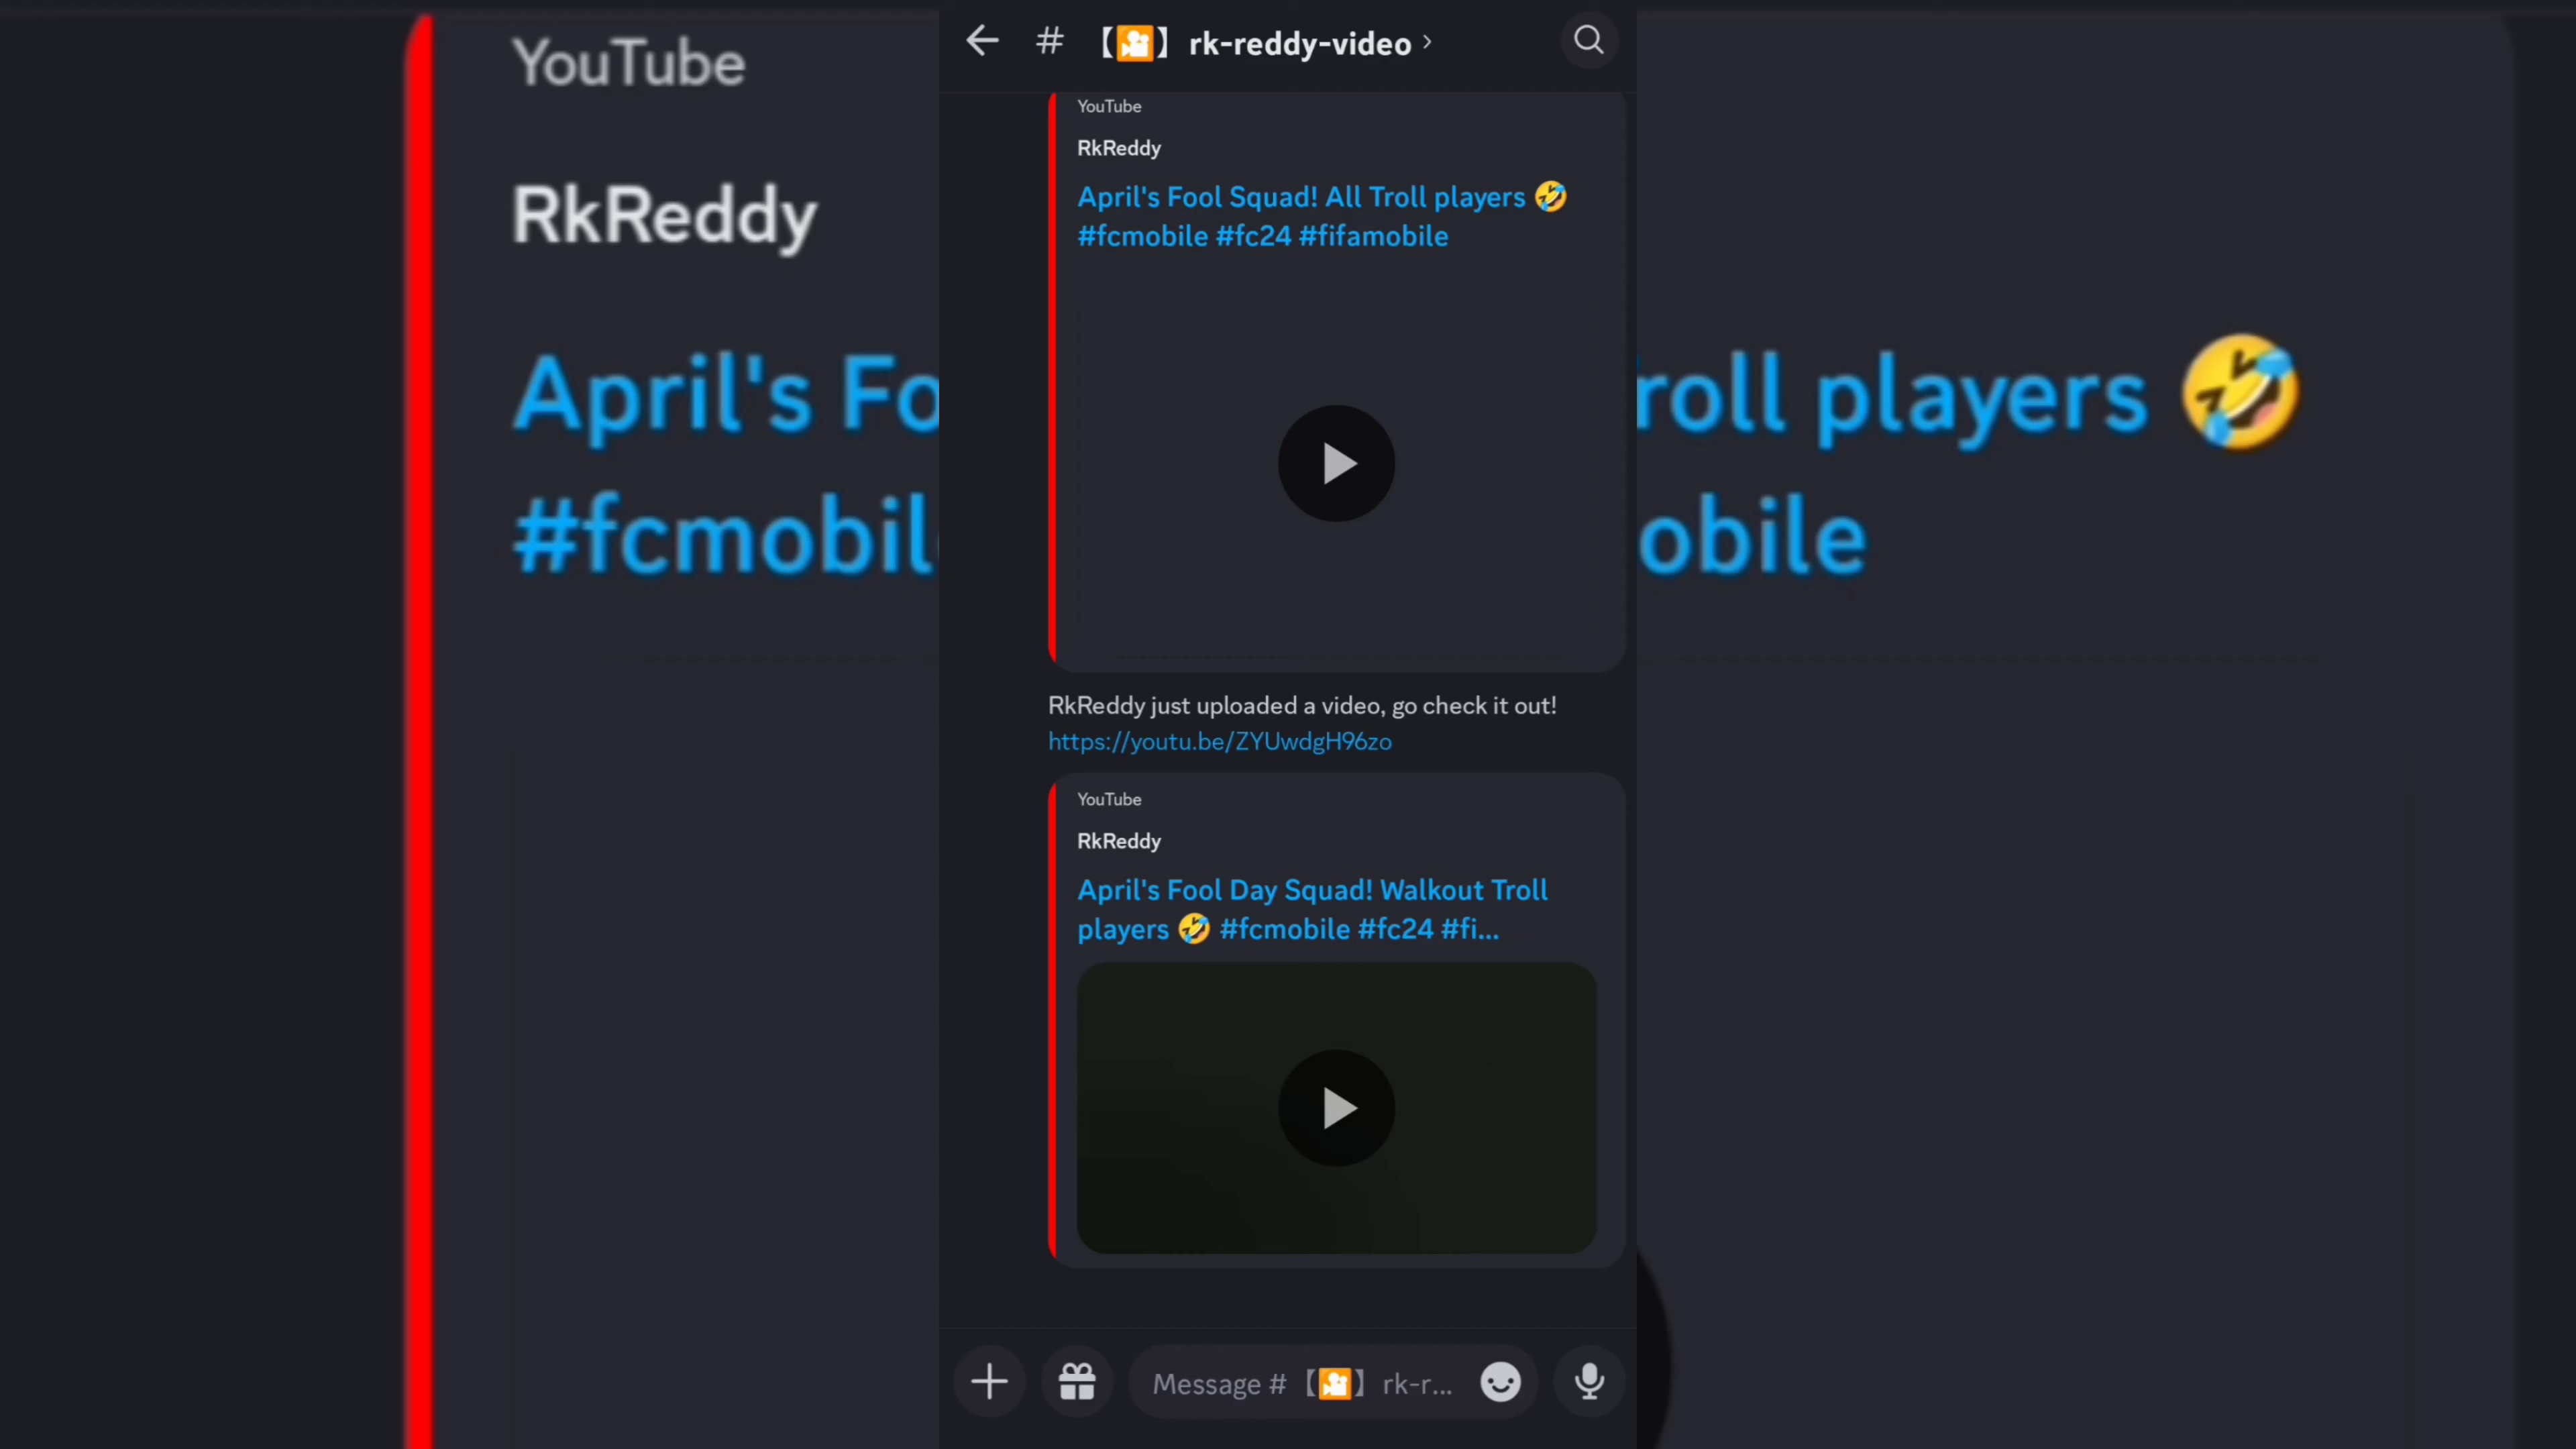 YouTube
RkReddy
April's Fo
#fcmobil
roll players 🤣
obile
# 【🎦】 rk-reddy-video ›
YouTube
RkReddy
April's Fool Squad! All Troll players 🤣
#fcmobile #fc24 #fifamobile
RkReddy just uploaded a video, go check it out!
https://youtu.be/ZYUwdgH96zo
YouTube
RkReddy
April's Fool Day Squad! Walkout Troll
players 🤣 #fcmobile #fc24 #fi...
Message # 【🎦】 rk-r...